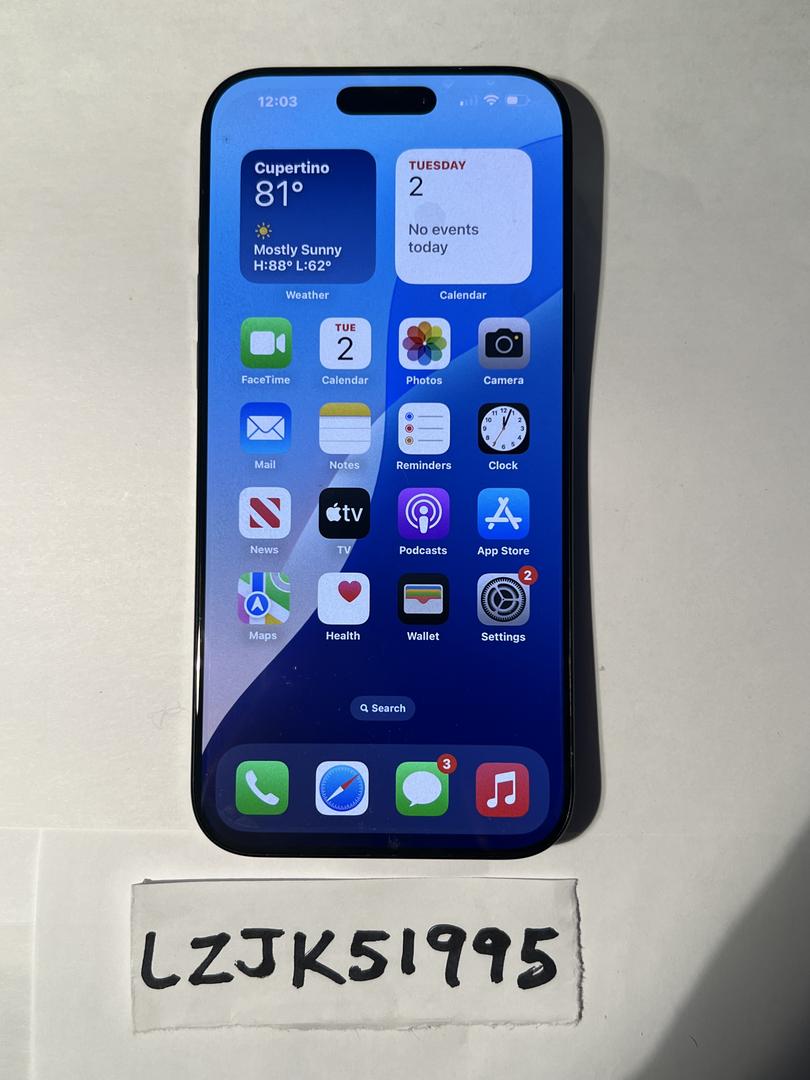 12:03
Cupertino
81°
Mostly Sunny
H:88° L:62°
Weather
TUESDAY
2
No events
today
Calendar
FaceTime
TUE
2
Calendar
Photos
Camera
Mail
Notes
Reminders
Clock
News
tv
TV
Podcasts
App Store
Maps
Health
Wallet
2
Settings
Search
3
LZJK51995